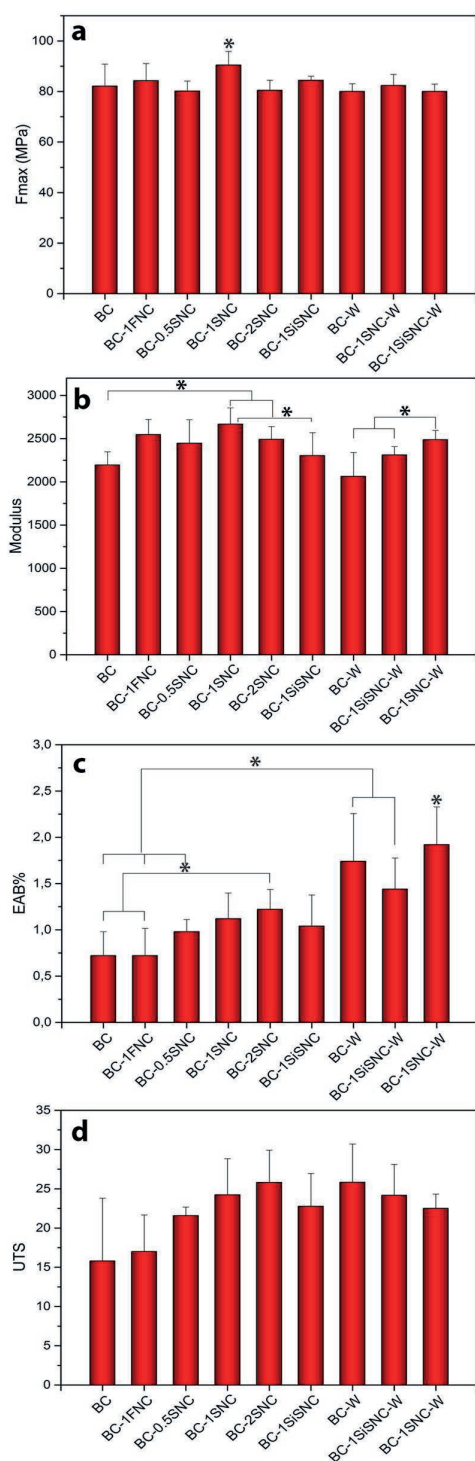 a
*
Fmax (MPa)
100
80
60
40
20
0
BC
BC-1FNC
BC-0.5SNC
BC-1SNC
BC-2SNC
BC-1SiSNC
BC-W
BC-1SNC-W
BC-1SiSNC-W
b
*
*
*
Modulus
3000
2500
2000
1500
1000
500
0
BC
BC-1FNC
BC-0.5SNC
BC-1SNC
BC-2SNC
BC-1SiSNC
BC-W
BC-1SiSNC-W
BC-1SNC-W
c
*
*
*
EAB%
3,0
2,5
2,0
1,5
1,0
0,5
0,0
BC
BC-1FNC
BC-0.5SNC
BC-1SNC
BC-2SNC
BC-1SiSNC
BC-W
BC-1SiSNC-W
BC-1SNC-W
d
UTS
35
30
25
20
15
10
5
0
BC
BC-1FNC
BC-0.5SNC
BC-1SNC
BC-2SNC
BC-1SiSNC
BC-W
BC-1SiSNC-W
BC-1SNC-W